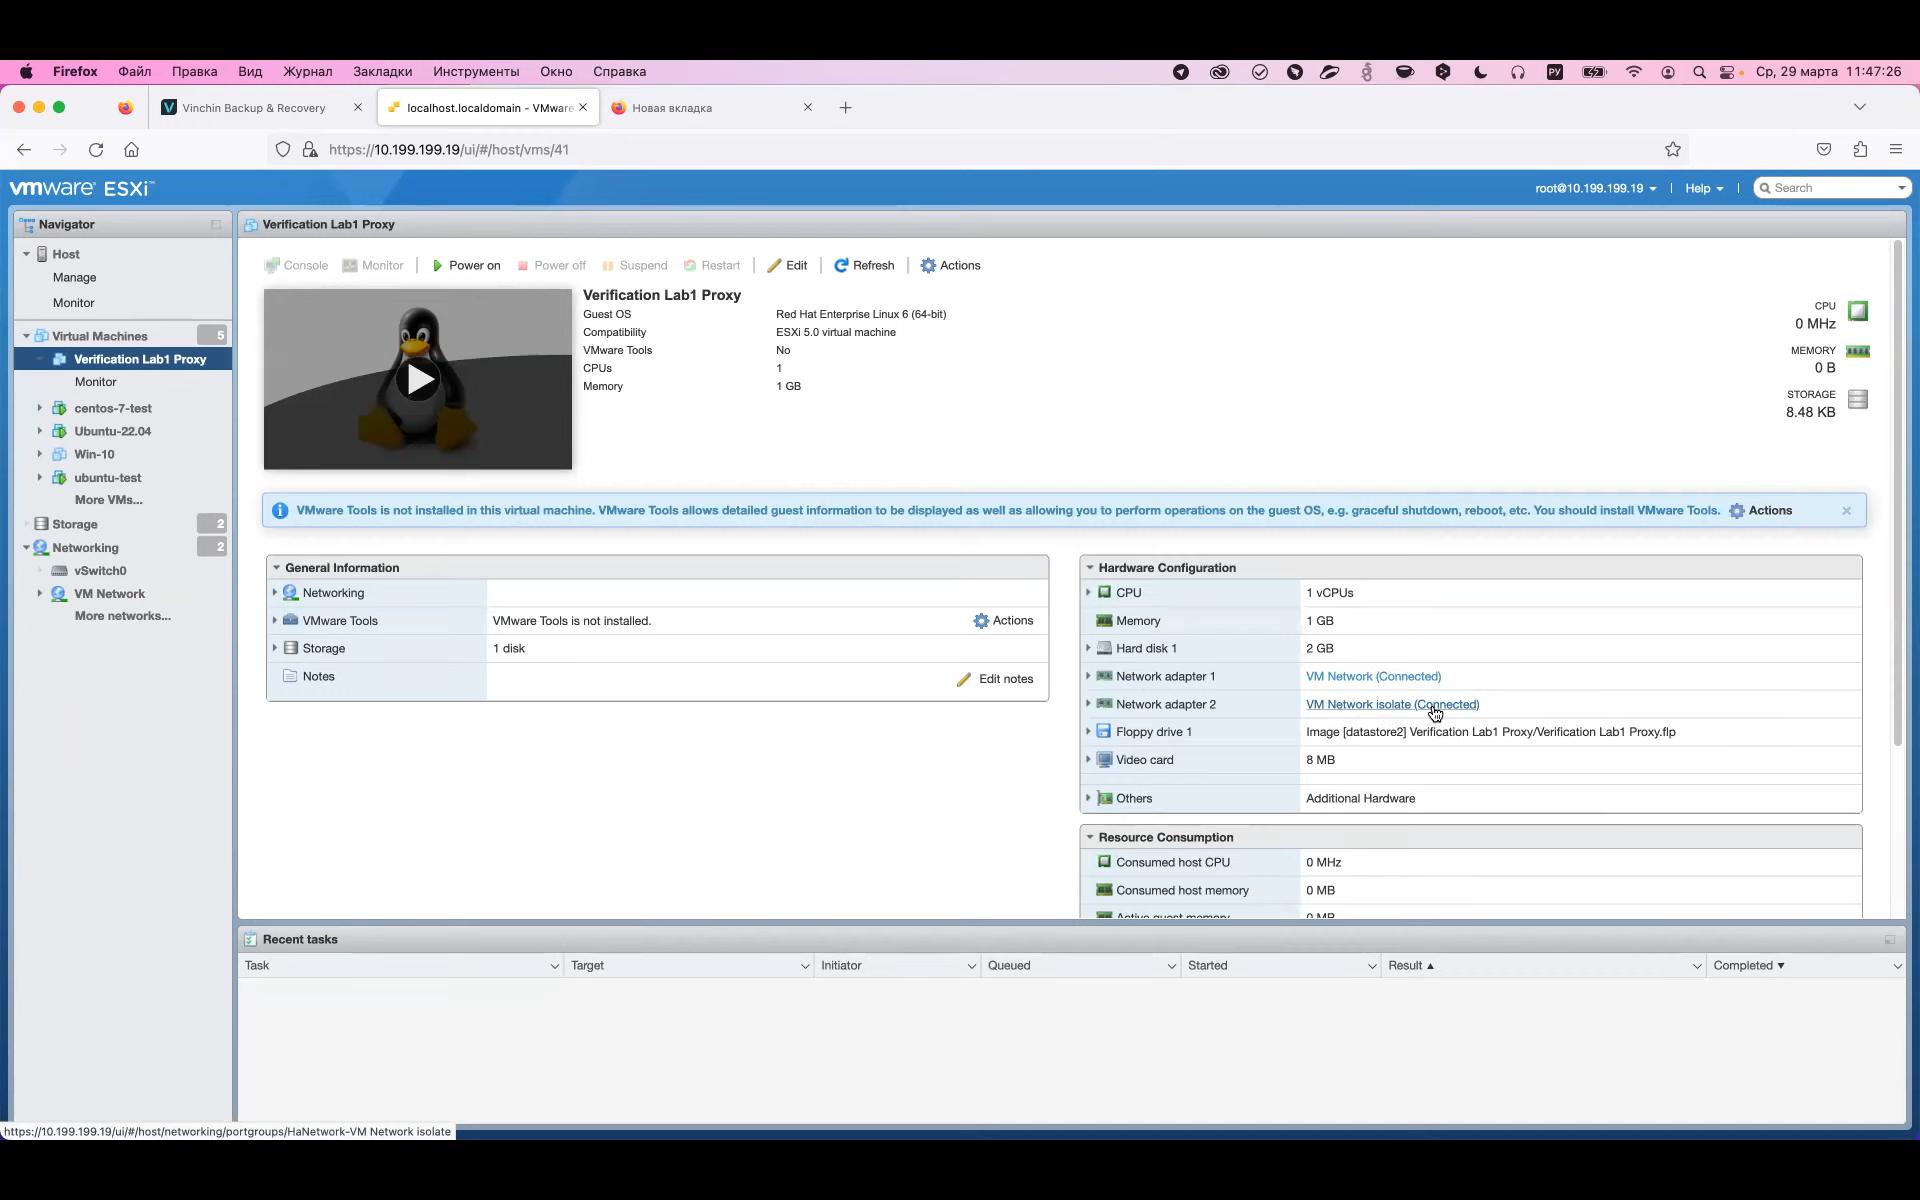 Firefox Файл Правка Вид Журнал Закладки Инструменты Окно Справка РУ Ср, 29 марта 11:47:26
Vinchin Backup & Recovery localhost.localdomain - VMware Новая вкладка
https://10.199.199.19/ui/#/host/vms/41
vmware ESXi root@10.199.199.19 | Help | Search
Navigator
Host
Manage
Monitor
Virtual Machines 5
Verification Lab1 Proxy
Monitor
centos-7-test
Ubuntu-22.04
Win-10
ubuntu-test
More VMs...
Storage 2
Networking 2
vSwitch0
VM Network
More networks...
Verification Lab1 Proxy
Console Monitor Power on Power off Suspend Restart Edit Refresh Actions
Verification Lab1 Proxy
Guest OS Red Hat Enterprise Linux 6 (64-bit)
Compatibility ESXi 5.0 virtual machine
VMware Tools No
CPUs 1
Memory 1 GB
CPU
0 MHz
MEMORY
0 B
STORAGE
8.48 KB
VMware Tools is not installed in this virtual machine. VMware Tools allows detailed guest information to be displayed as well as allowing you to perform operations on the guest OS, e.g. graceful shutdown, reboot, etc. You should install VMware Tools. Actions
General Information
Networking
VMware Tools VMware Tools is not installed. Actions
Storage 1 disk
Notes Edit notes
Hardware Configuration
CPU 1 vCPUs
Memory 1 GB
Hard disk 1 2 GB
Network adapter 1 VM Network (Connected)
Network adapter 2 VM Network isolate (Connected)
Floppy drive 1 Image [datastore2] Verification Lab1 Proxy/Verification Lab1 Proxy.flp
Video card 8 MB
Others Additional Hardware
Resource Consumption
Consumed host CPU 0 MHz
Consumed host memory 0 MB
Active guest memory 0 MB
Recent tasks
Task Target Initiator Queued Started Result Completed
https://10.199.199.19/ui/#/host/networking/portgroups/HaNetwork-VM Network isolate